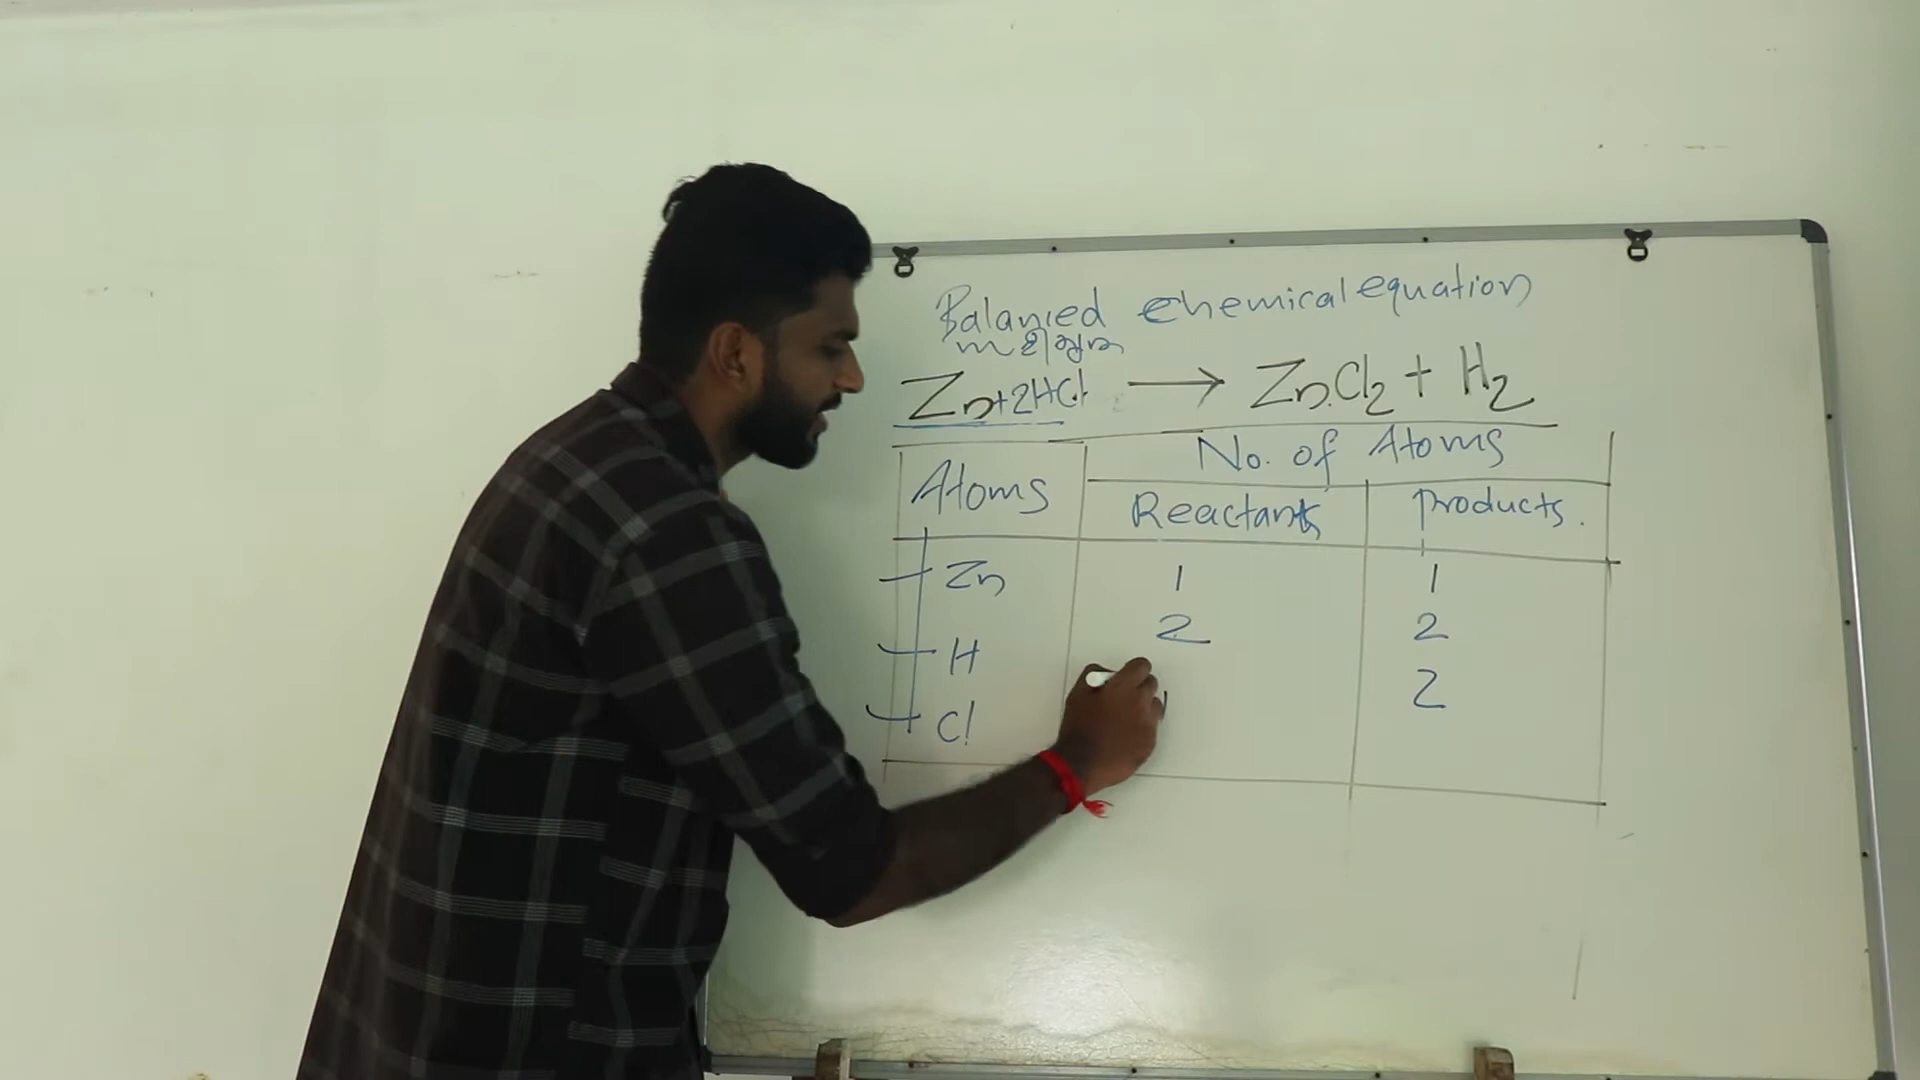 Balanced chemical equation
Zn+2HCl → ZnCl2 + H2
Atoms
No. of Atoms
Reactants
products.
Zn 1 1
H 2 2
Cl 2